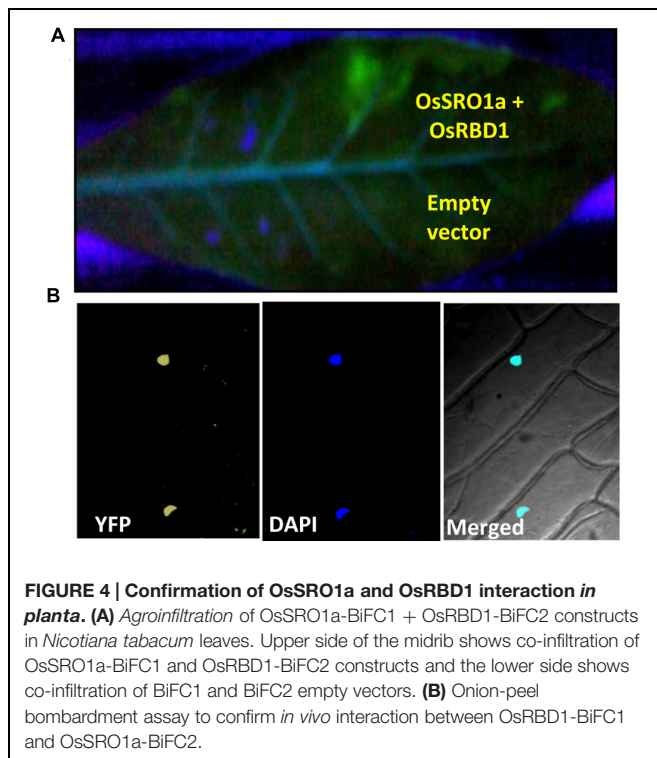 A
OsSRO1a +
OsRBD1
Empty
vector
B
YFP
DAPI
Merged
FIGURE 4 | Confirmation of OsSRO1a and OsRBD1 interaction in
planta. (A) Agroinfiltration of OsSRO1a-BiFC1 + OsRBD1-BiFC2 constructs
in Nicotiana tabacum leaves. Upper side of the midrib shows co-infiltration of
OsSRO1a-BiFC1 and OsRBD1-BiFC2 constructs and the lower side shows
co-infiltration of BiFC1 and BiFC2 empty vectors. (B) Onion-peel
bombardment assay to confirm in vivo interaction between OsRBD1-BiFC1
and OsSRO1a-BiFC2.